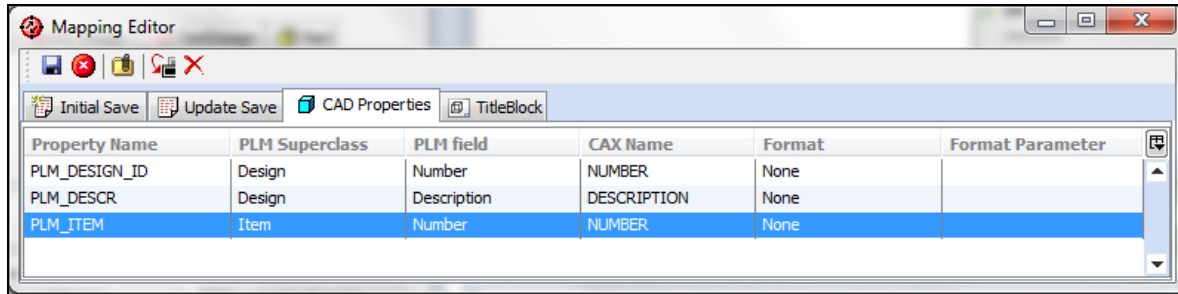 Mapping Editor
Initial Save Update Save CAD Properties TitleBlock
Property Name PLM Superclass PLM field CAX Name Format Format Parameter
PLM_DESIGN_ID Design Number NUMBER None
PLM_DESCR Design Description DESCRIPTION None
PLM_ITEM Item Number NUMBER None